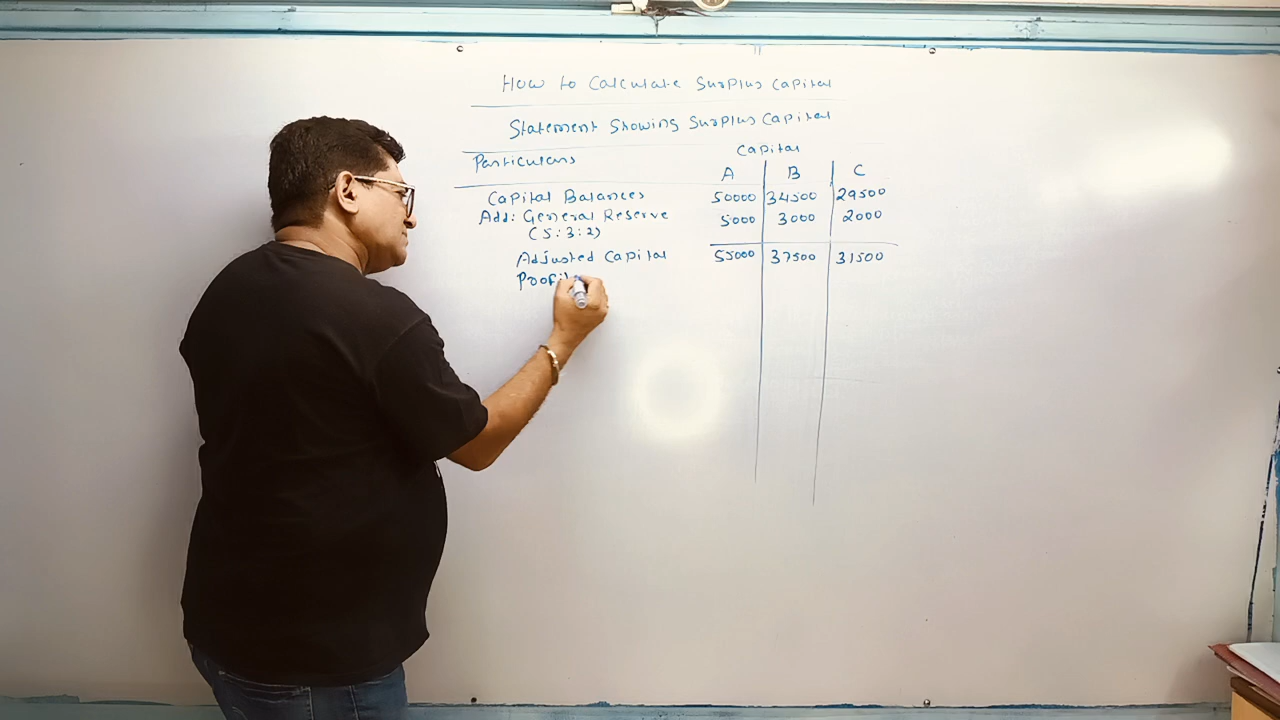 How to Calculate Surplus Capital
Statement Showing Surplus Capital
Particulars Capital
A B C
Capital Balances 50000 34500 29500
Add: General Reserve 5000 3000 2000
(5:3:2)
Adjusted Capital 55000 37500 31500
Profi